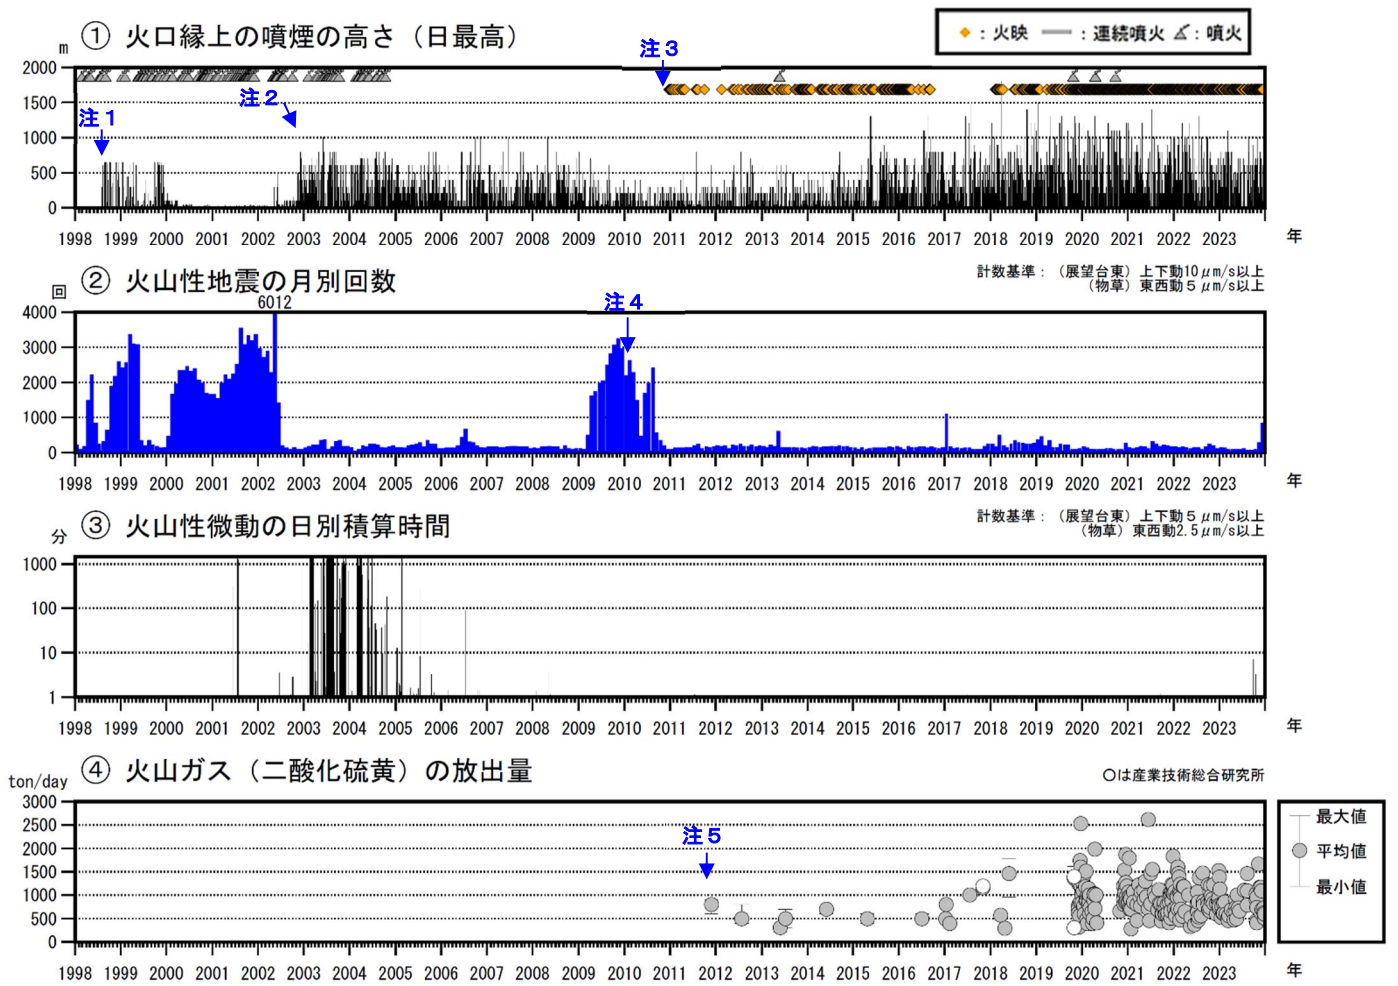 ① 火口縁上の噴煙の高さ（日最高）
◆：火映 ：連続噴火 ：噴火
m
2000
1500
1000
500
0
注１
注２
注３
1998 1999 2000 2001 2002 2003 2004 2005 2006 2007 2008 2009 2010 2011 2012 2013 2014 2015 2016 2017 2018 2019 2020 2021 2022 2023 年
② 火山性地震の月別回数
計数基準：（展望台東）上下動10μm/s以上
（物草）東西動５μm/s以上
回
6012
注４
4000
3000
2000
1000
0
1998 1999 2000 2001 2002 2003 2004 2005 2006 2007 2008 2009 2010 2011 2012 2013 2014 2015 2016 2017 2018 2019 2020 2021 2022 2023 年
③ 火山性微動の日別積算時間
計数基準：（展望台東）上下動５μm/s以上
（物草）東西動2.5μm/s以上
分
1000
100
10
1
1998 1999 2000 2001 2002 2003 2004 2005 2006 2007 2008 2009 2010 2011 2012 2013 2014 2015 2016 2017 2018 2019 2020 2021 2022 2023 年
④ 火山ガス（二酸化硫黄）の放出量
○は産業技術総合研究所
ton/day
3000
2500
2000
1500
1000
500
0
注５
最大値
平均値
最小値
1998 1999 2000 2001 2002 2003 2004 2005 2006 2007 2008 2009 2010 2011 2012 2013 2014 2015 2016 2017 2018 2019 2020 2021 2022 2023 年